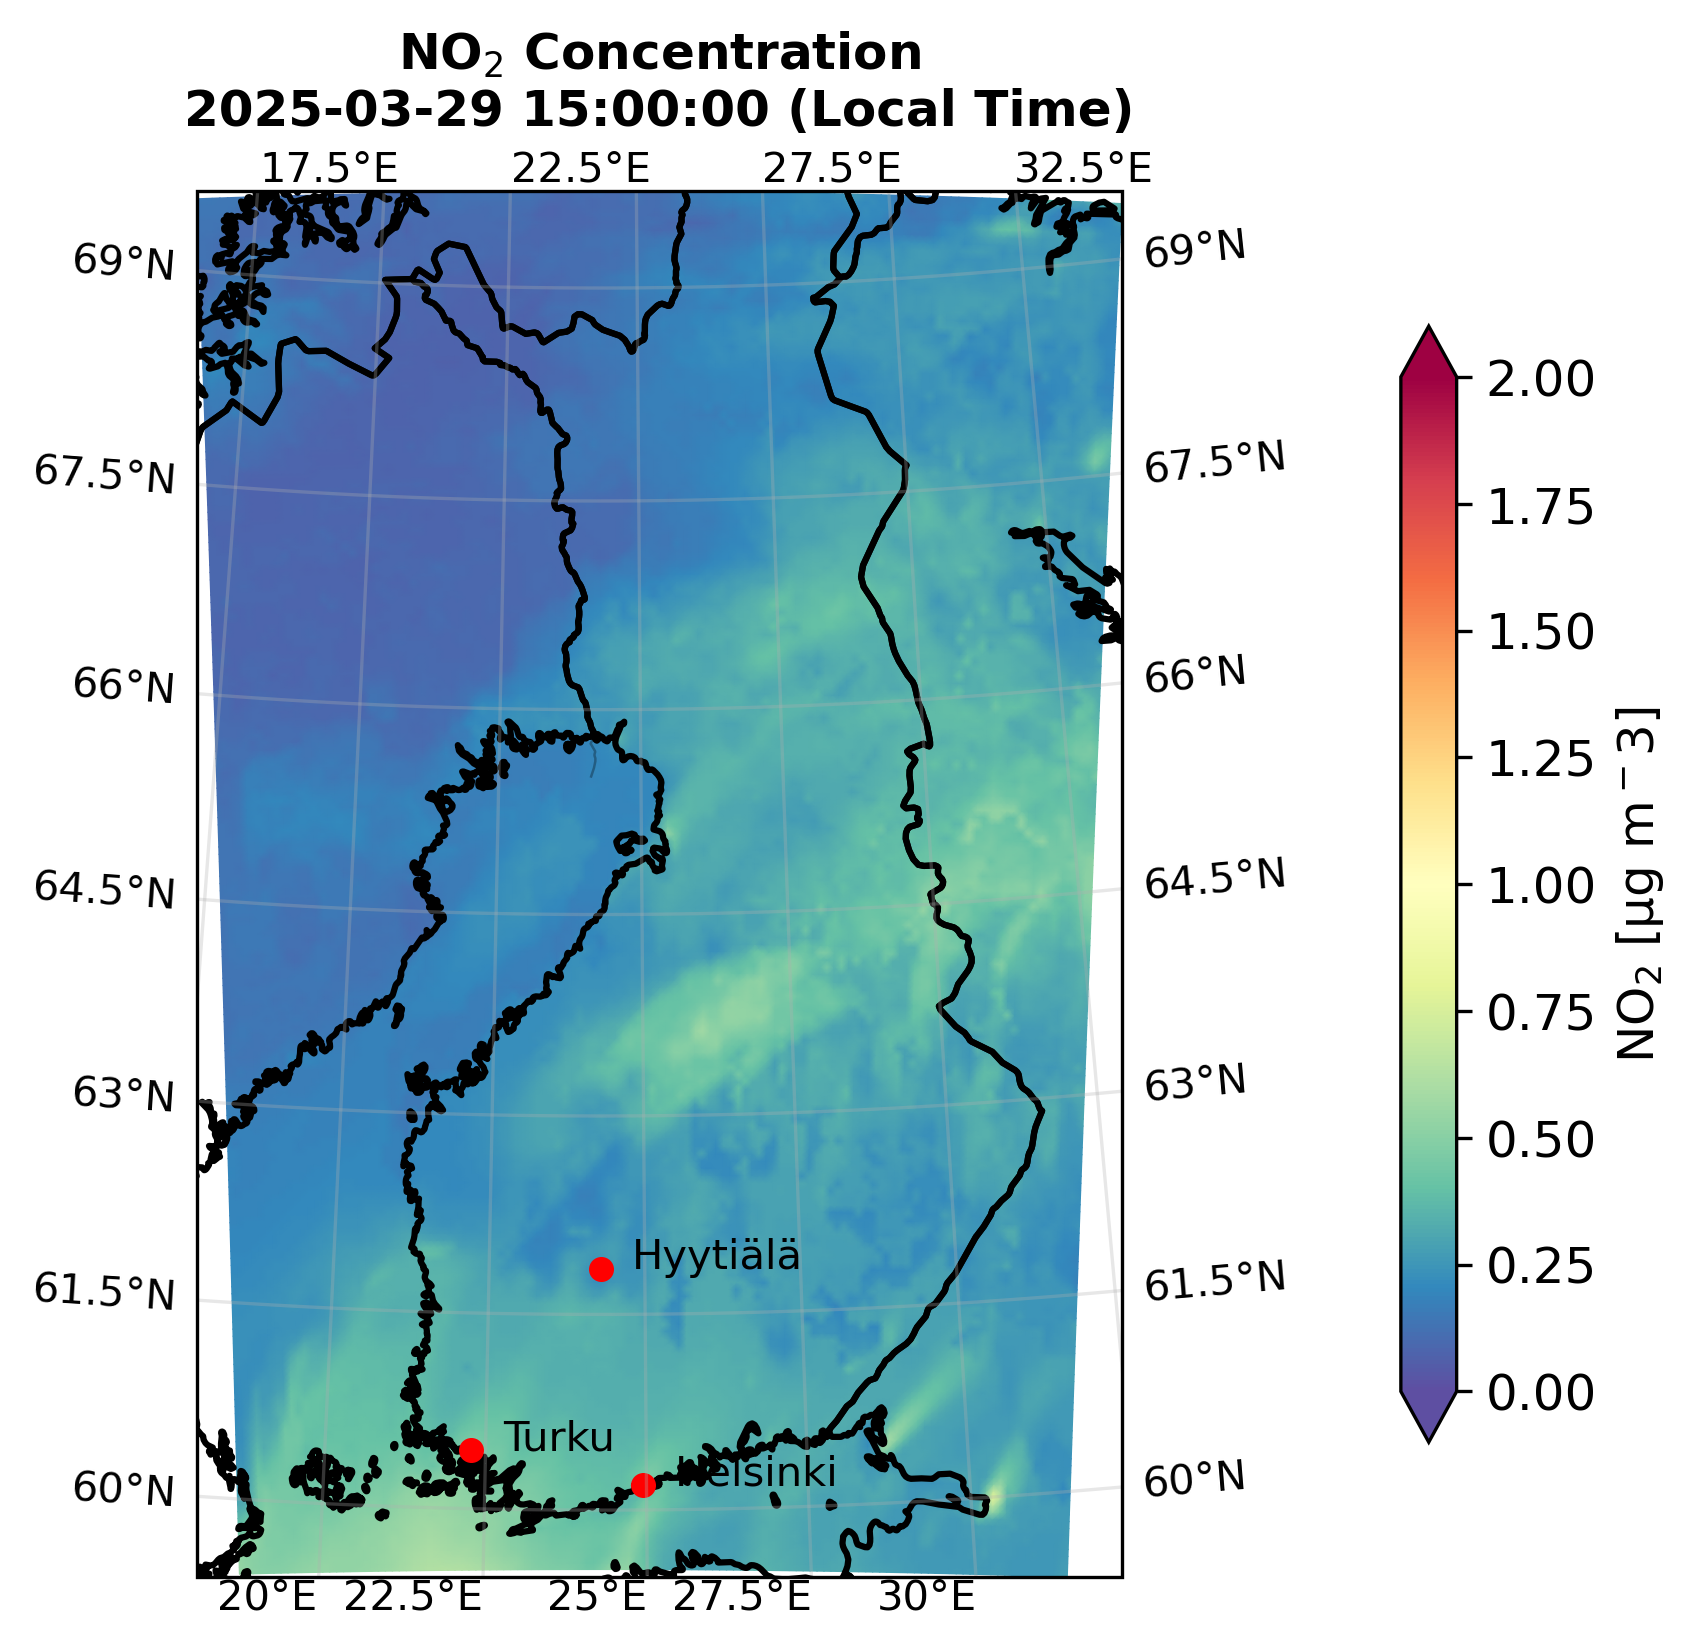 NO₂ Concentration
2025-03-29 15:00:00 (Local Time)
17.5°E 22.5°E 27.5°E 32.5°E
69°N 69°N
67.5°N 67.5°N
66°N 66°N
64.5°N 64.5°N
63°N 63°N
61.5°N 61.5°N
60°N 60°N
Hyytiälä
Turku
Helsinki
20°E 22.5°E 25°E 27.5°E 30°E
2.00
1.75
1.50
1.25
1.00
0.75
0.50
0.25
0.00
NO₂ [µg m⁻3]